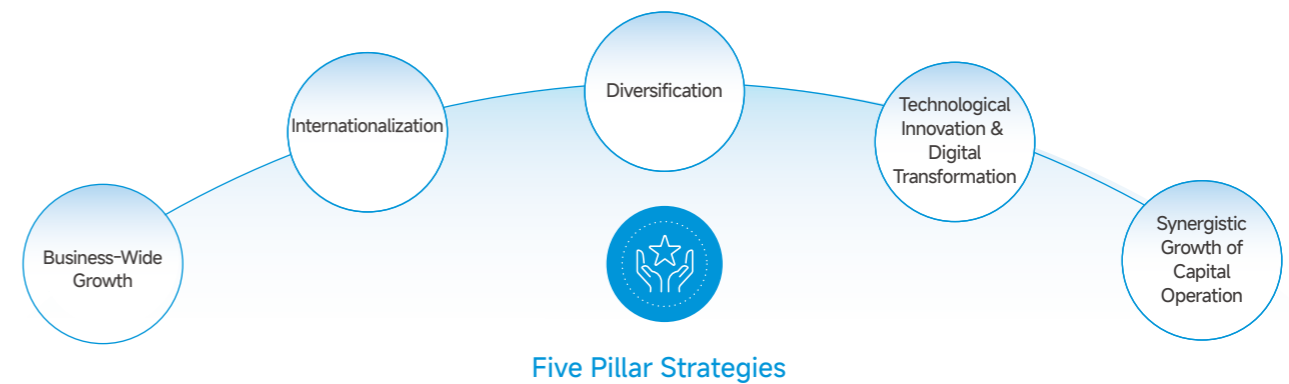 Business-Wide
Growth
Internationalization
Diversification
Technological
Innovation &
Digital
Transformation
Synergistic
Growth of
Capital
Operation
Five Pillar Strategies